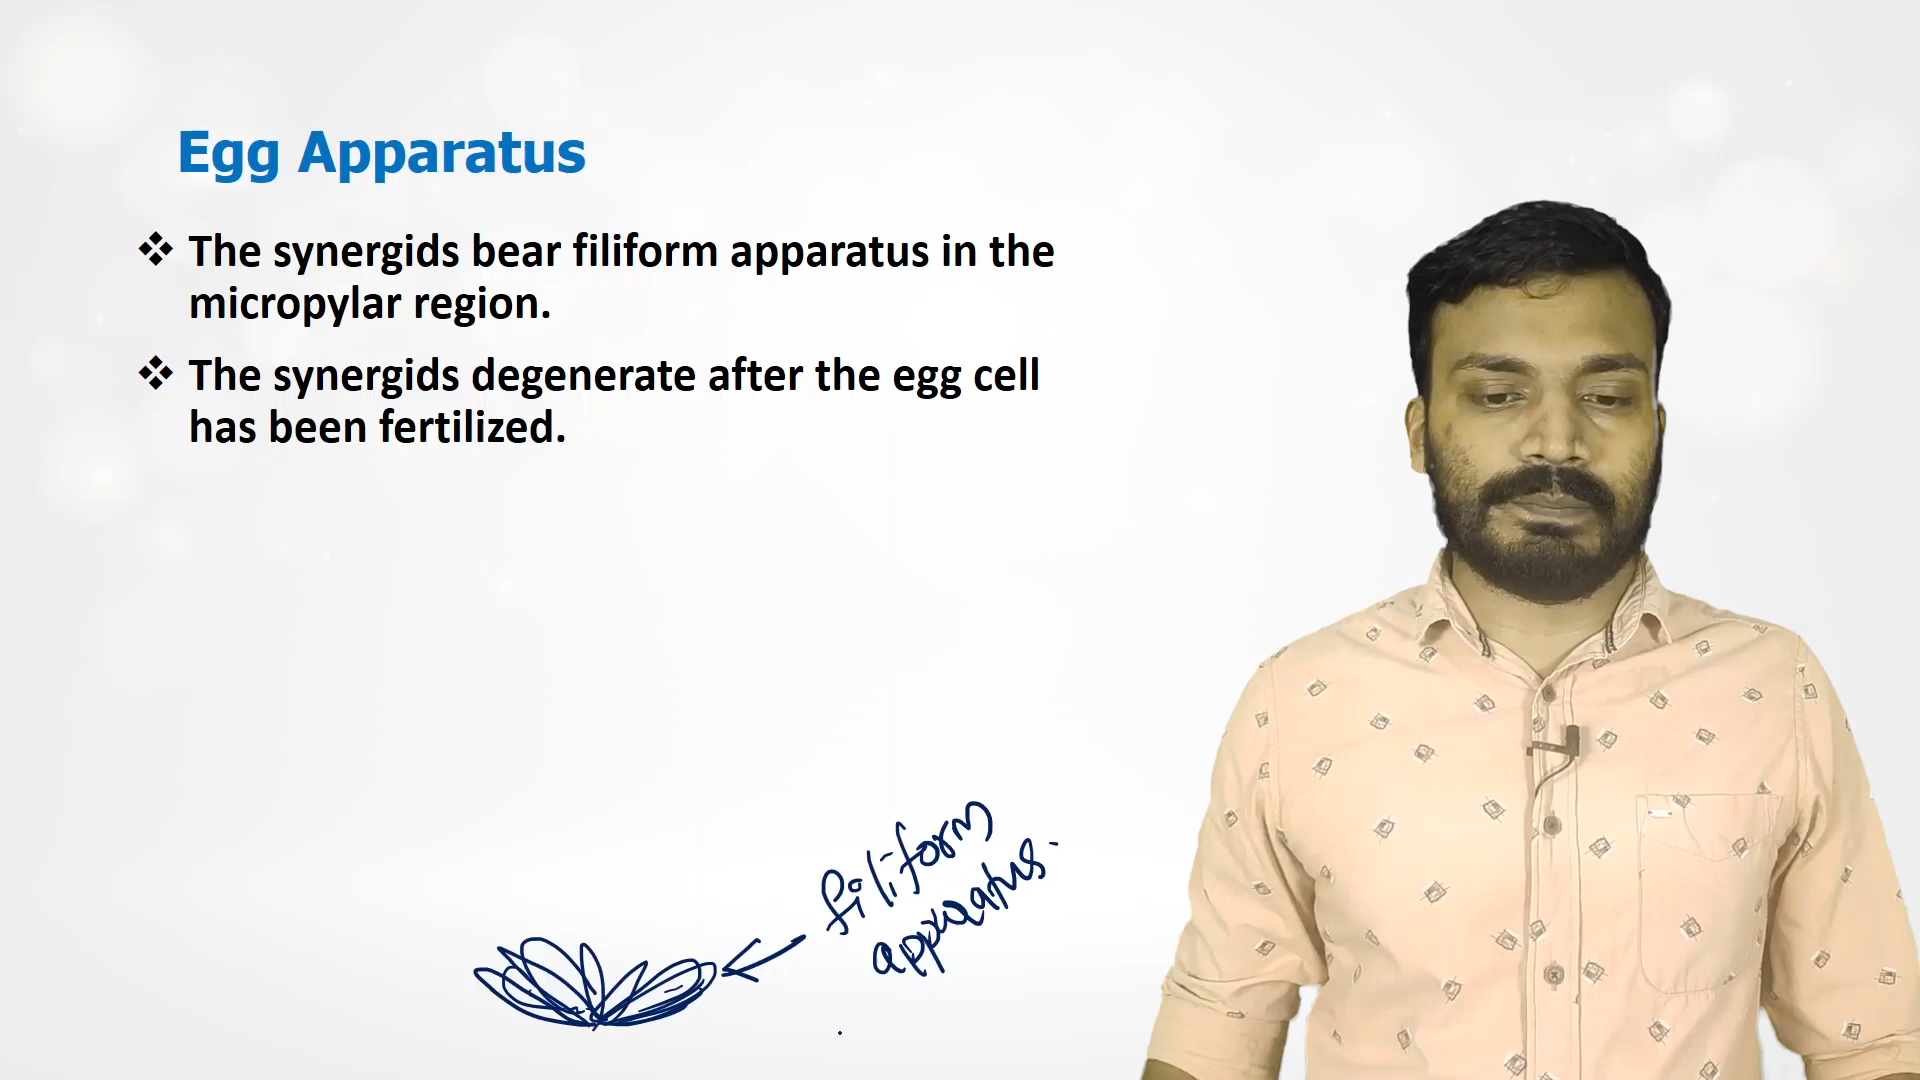 Egg Apparatus
❖ The synergids bear filiform apparatus in the
micropylar region.
❖ The synergids degenerate after the egg cell
has been fertilized.
filiform
apparatus.